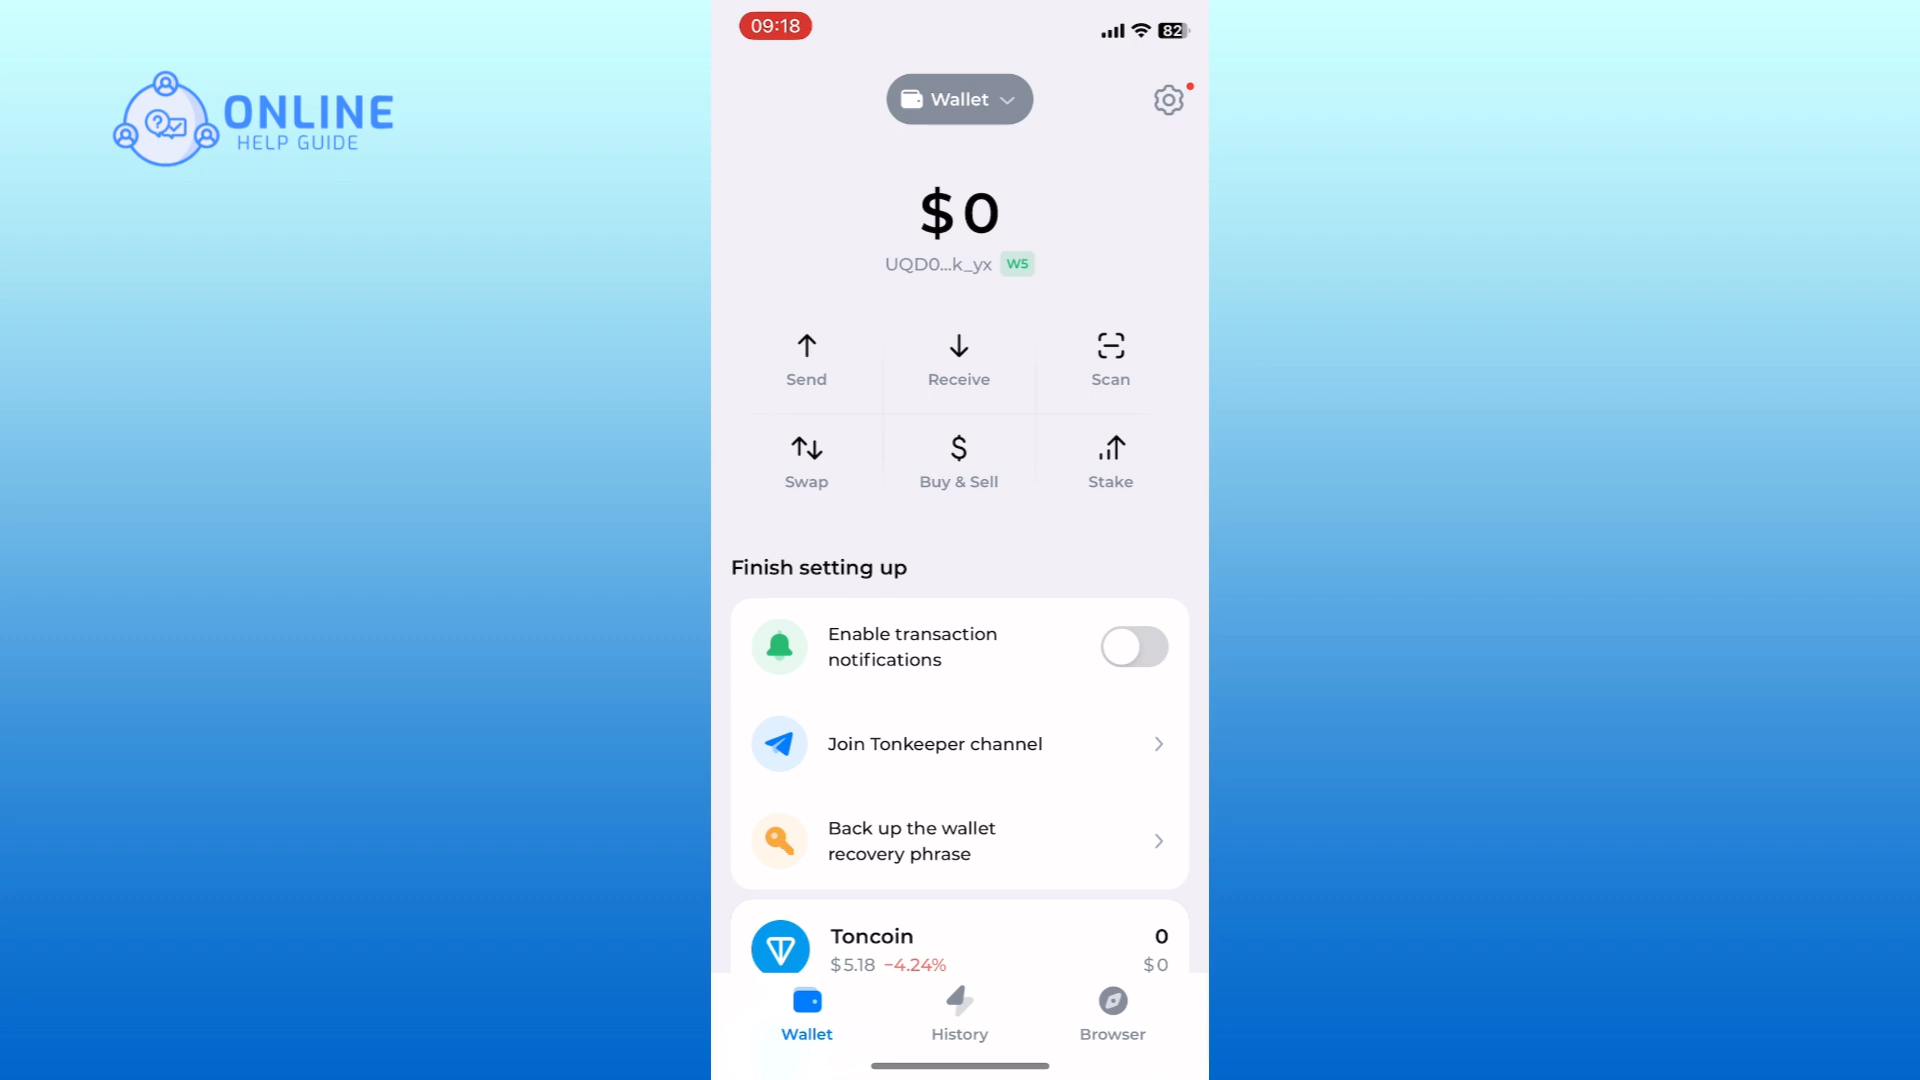 09:18
82
ONLINE
HELP GUIDE
Wallet
$0
UQD0...k_yx W5
Send Receive Scan
Swap Buy & Sell Stake
Finish setting up
Enable transaction
notifications
Join Tonkeeper channel
Back up the wallet
recovery phrase
Toncoin 0
$5.18 −4.24% $0
Wallet History Browser